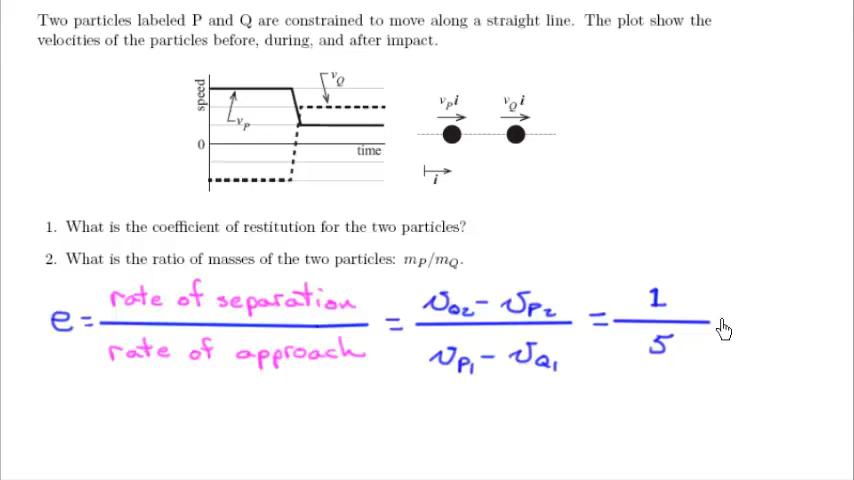 Two particles labeled P and Q are constrained to move along a straight line. The plot show the
velocities of the particles before, during, and after impact.
speed
0
time
v_P
v_Q
v_P i
v_Q i
i
1. What is the coefficient of restitution for the two particles?
2. What is the ratio of masses of the two particles: m_P/m_Q.
e = rate of separation / rate of approach = v_Q2 - v_P2 / v_P1 - v_Q1 = 1 / 5